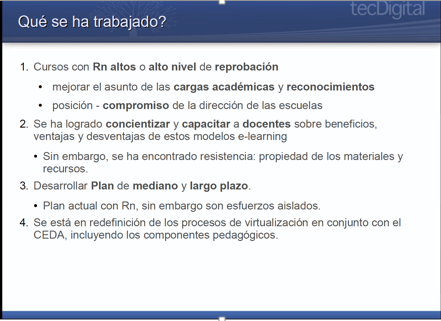 tecDigital
Qué se ha trabajado?
1. Cursos con Rn altos o alto nivel de reprobación
• mejorar el asunto de las cargas académicas y reconocimientos
• posición - compromiso de la dirección de las escuelas
2. Se ha logrado concientizar y capacitar a docentes sobre beneficios,
ventajas y desventajas de estos modelos e-learning
• Sin embargo, se ha encontrado resistencia: propiedad de los materiales y
recursos.
3. Desarrollar Plan de mediano y largo plazo.
• Plan actual con Rn, sin embargo son esfuerzos aislados.
4. Se está en redefinición de los procesos de virtualización en conjunto con el
CEDA, incluyendo los componentes pedagógicos.